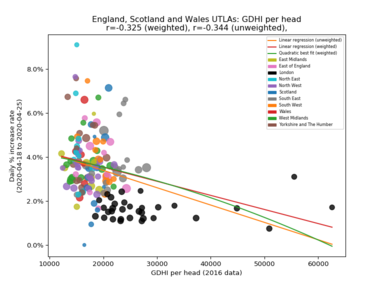 England, Scotland and Wales UTLAs: GDHI per head
r=-0.325 (weighted), r=-0.344 (unweighted),
Linear regression (unweighted)
Linear regression (weighted)
Quadratic best fit (weighted)
East Midlands
East of England
London
North East
North West
Scotland
South East
South West
Wales
West Midlands
Yorkshire and The Humber
Daily % increase rate
(2020-04-18 to 2020-04-25)
8.0%
6.0%
4.0%
2.0%
0.0%
10000 20000 30000 40000 50000 60000
GDHI per head (2016 data)